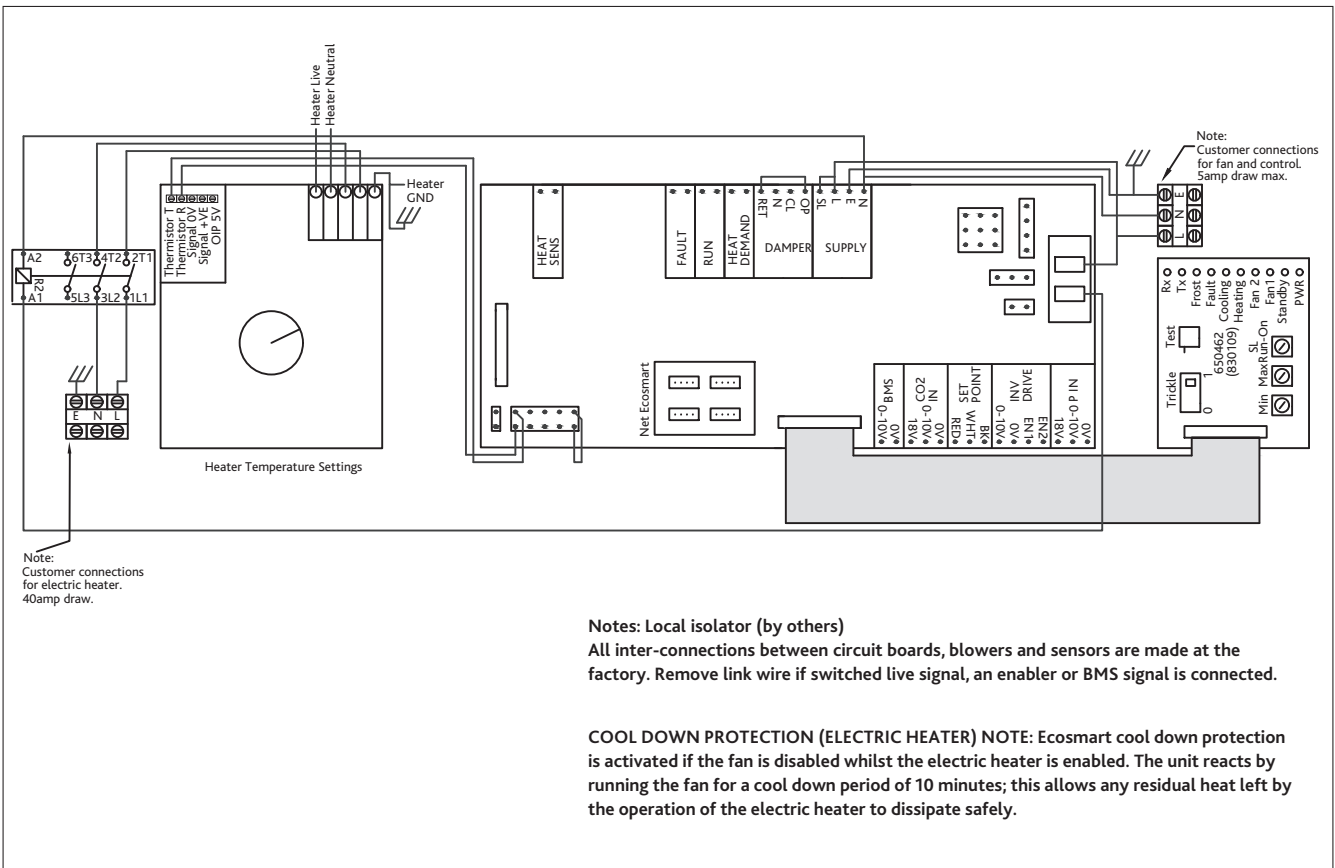 Heater Live
Heater Neutral
Heater
GND
Thermistor T
Thermistor R
Signal 0V
Signal +VE
OIP 5V
A2
6T3
4T2
2T1
R2
A1
5L3
3L2
1L1
E N L
Heater Temperature Settings
Note:
Customer connections
for electric heater.
40amp draw.
HEAT
SENS
FAULT
RUN
HEAT
DEMAND
RET
N
CL
OP
DAMPER
SL
L
E
N
SUPPLY
Net Ecosmart
0-10V
0V
BMS
18V
0-10V
0V
CO2
IN
RED
WHT
BK
SET
POINT
0-10V
0V
EN1
EN2
INV
DRIVE
18V
0-10V
0V
P IN
Note:
Customer connections
for fan and control.
5amp draw max.
L N E
Rx
Tx
Frost
Fault
Cooling
Heating
Fan 2
Fan1
Standby
PWR
Test
650462
(830109)
SL
Run-On
Max
Min
Trickle
0 1
Notes: Local isolator (by others)
All inter-connections between circuit boards, blowers and sensors are made at the
factory. Remove link wire if switched live signal, an enabler or BMS signal is connected.
COOL DOWN PROTECTION (ELECTRIC HEATER) NOTE: Ecosmart cool down protection
is activated if the fan is disabled whilst the electric heater is enabled. The unit reacts by
running the fan for a cool down period of 10 minutes; this allows any residual heat left by
the operation of the electric heater to dissipate safely.